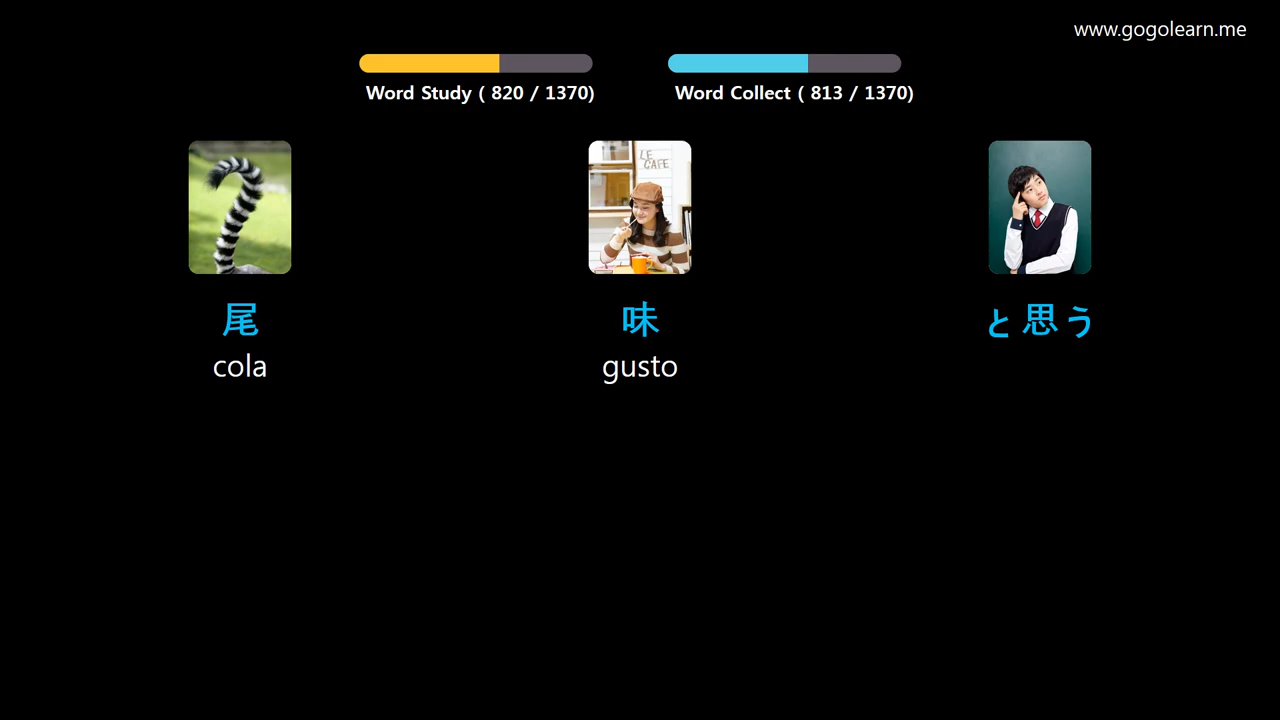 www.gogolearn.me
Word Study ( 820 / 1370)
Word Collect ( 813 / 1370)
LE CAFE
尾
味
と思う
cola
gusto